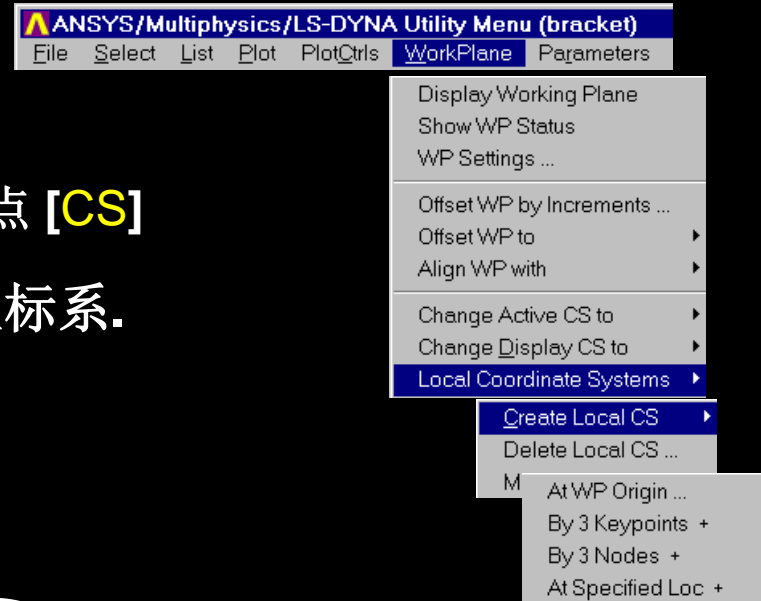 ANSYS/Multiphysics/LS-DYNA Utility Menu (bracket)
File Select List Plot PlotCtrls WorkPlane Parameters
Display Working Plane
Show WP Status
WP Settings ...
点 [CS]
Offset WP by Increments ...
Offset WP to
Align WP with
标系.
Change Active CS to
Change Display CS to
Local Coordinate Systems
Create Local CS
Delete Local CS ...
M
At WP Origin ...
By 3 Keypoints +
By 3 Nodes +
At Specified Loc +